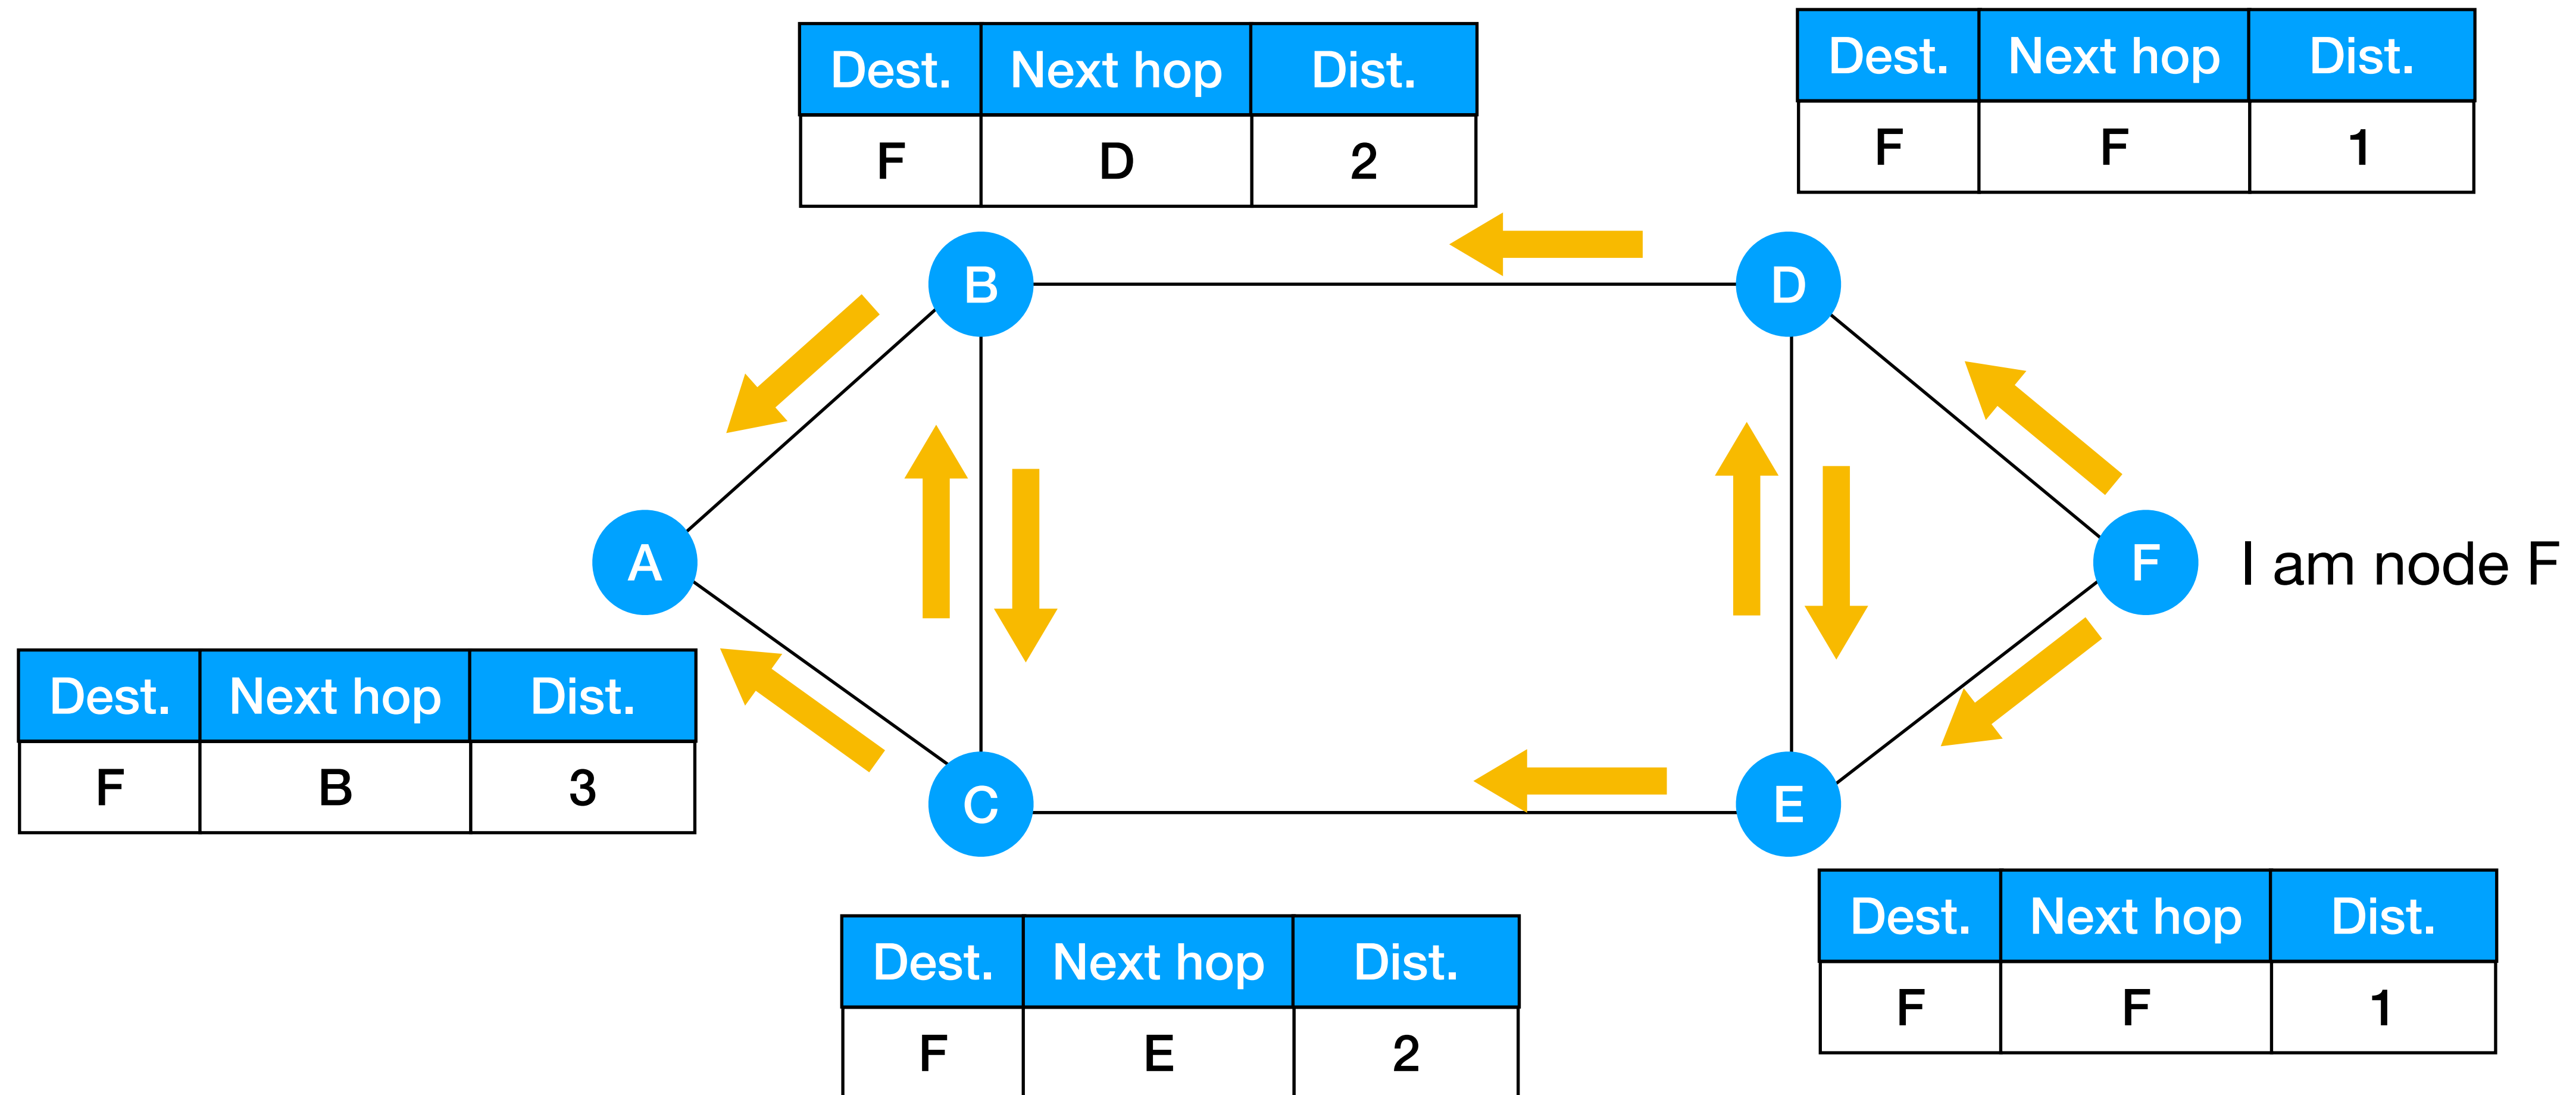 Dest. Next hop Dist.
F D 2
Dest. Next hop Dist.
F F 1
B
D
A
F
I am node F
Dest. Next hop Dist.
F B 3
C
E
Dest. Next hop Dist.
F E 2
Dest. Next hop Dist.
F F 1